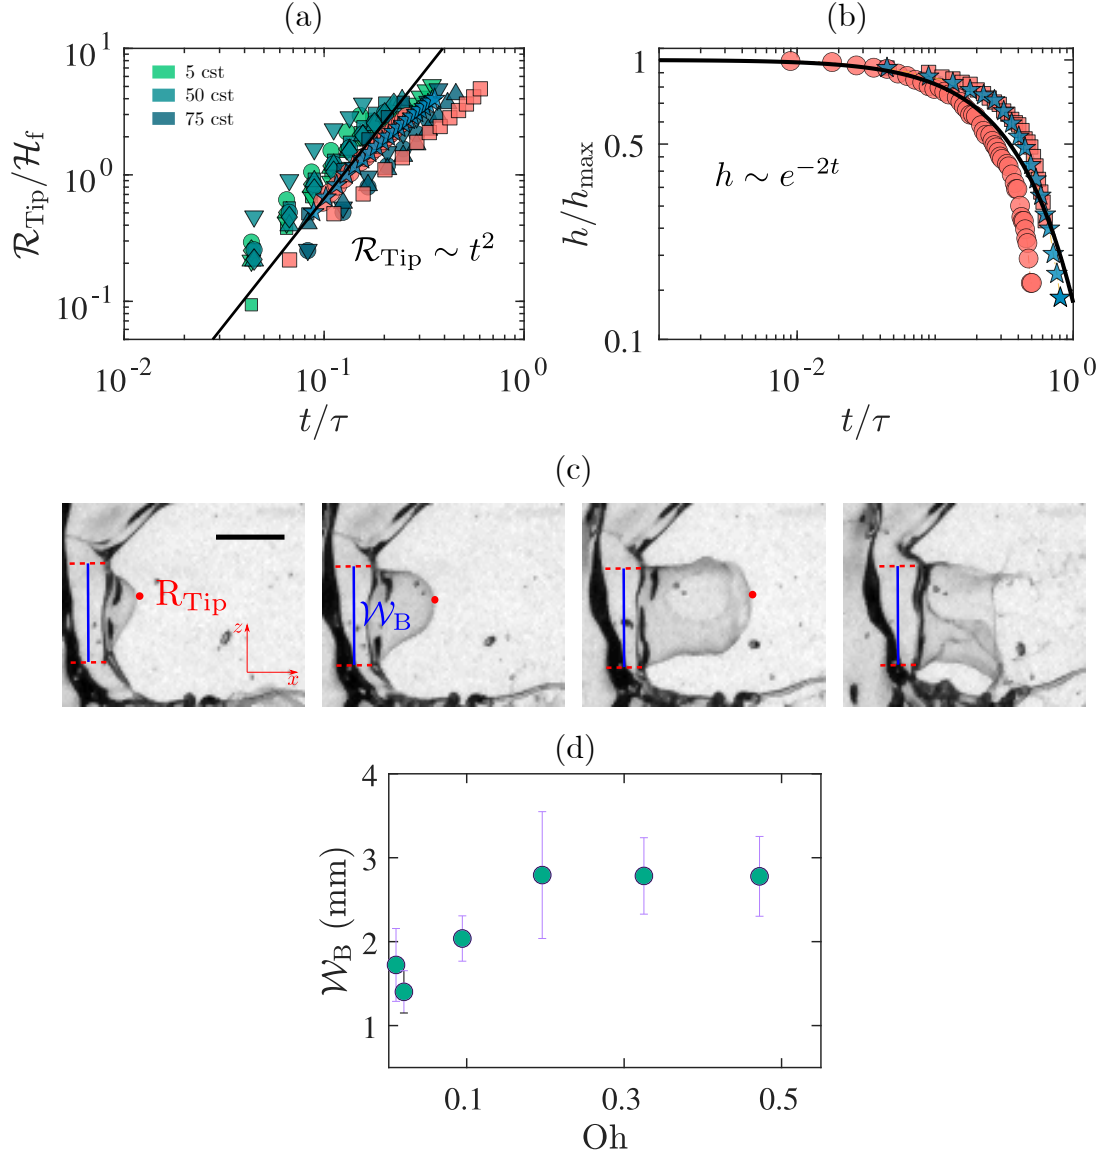 (a)
(b)
10^1
10^0
10^-1
10^-2
10^-1
10^0
R_Tip/H_f
5 cst
50 cst
75 cst
R_Tip ∼ t^2
t/τ
1
0.5
0.1
10^-2
10^0
h/h_max
h ∼ e^-2t
t/τ
(c)
R_Tip
z
x
W_B
(d)
4
3
2
1
W_B (mm)
0.1
0.3
0.5
Oh